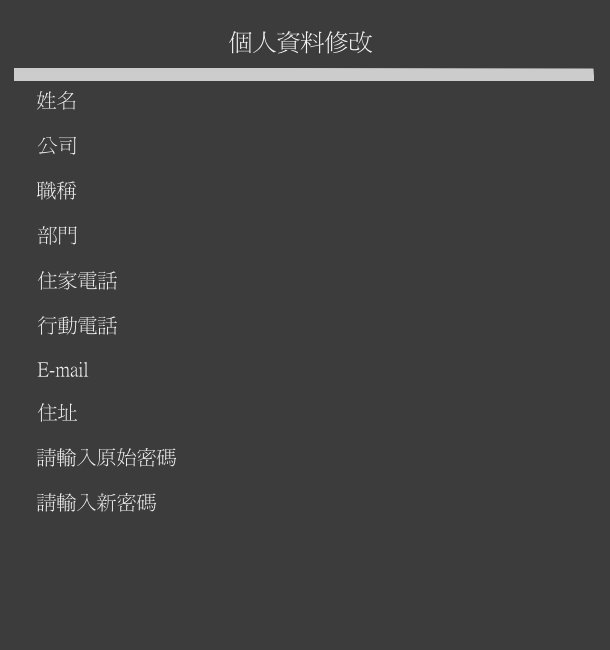 個人資料修改
姓名
公司
職稱
部門
住家電話
行動電話
E-mail
住址
請輸入原始密碼
請輸入新密碼